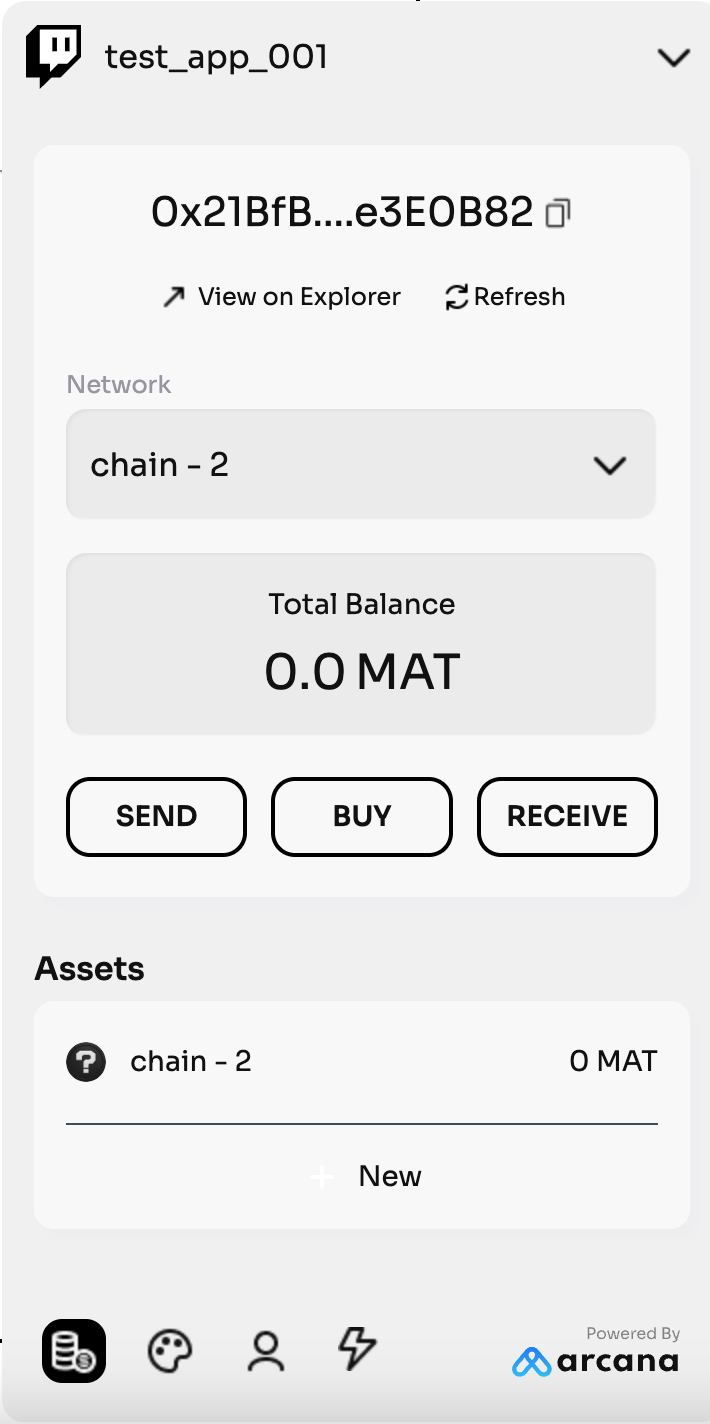 test_app_001
0x21BfB....e3E0B82
View on Explorer Refresh
Network
chain - 2
Total Balance
0.0 MAT
SEND BUY RECEIVE
Assets
? chain - 2 0 MAT
+ New
Powered By
arcana